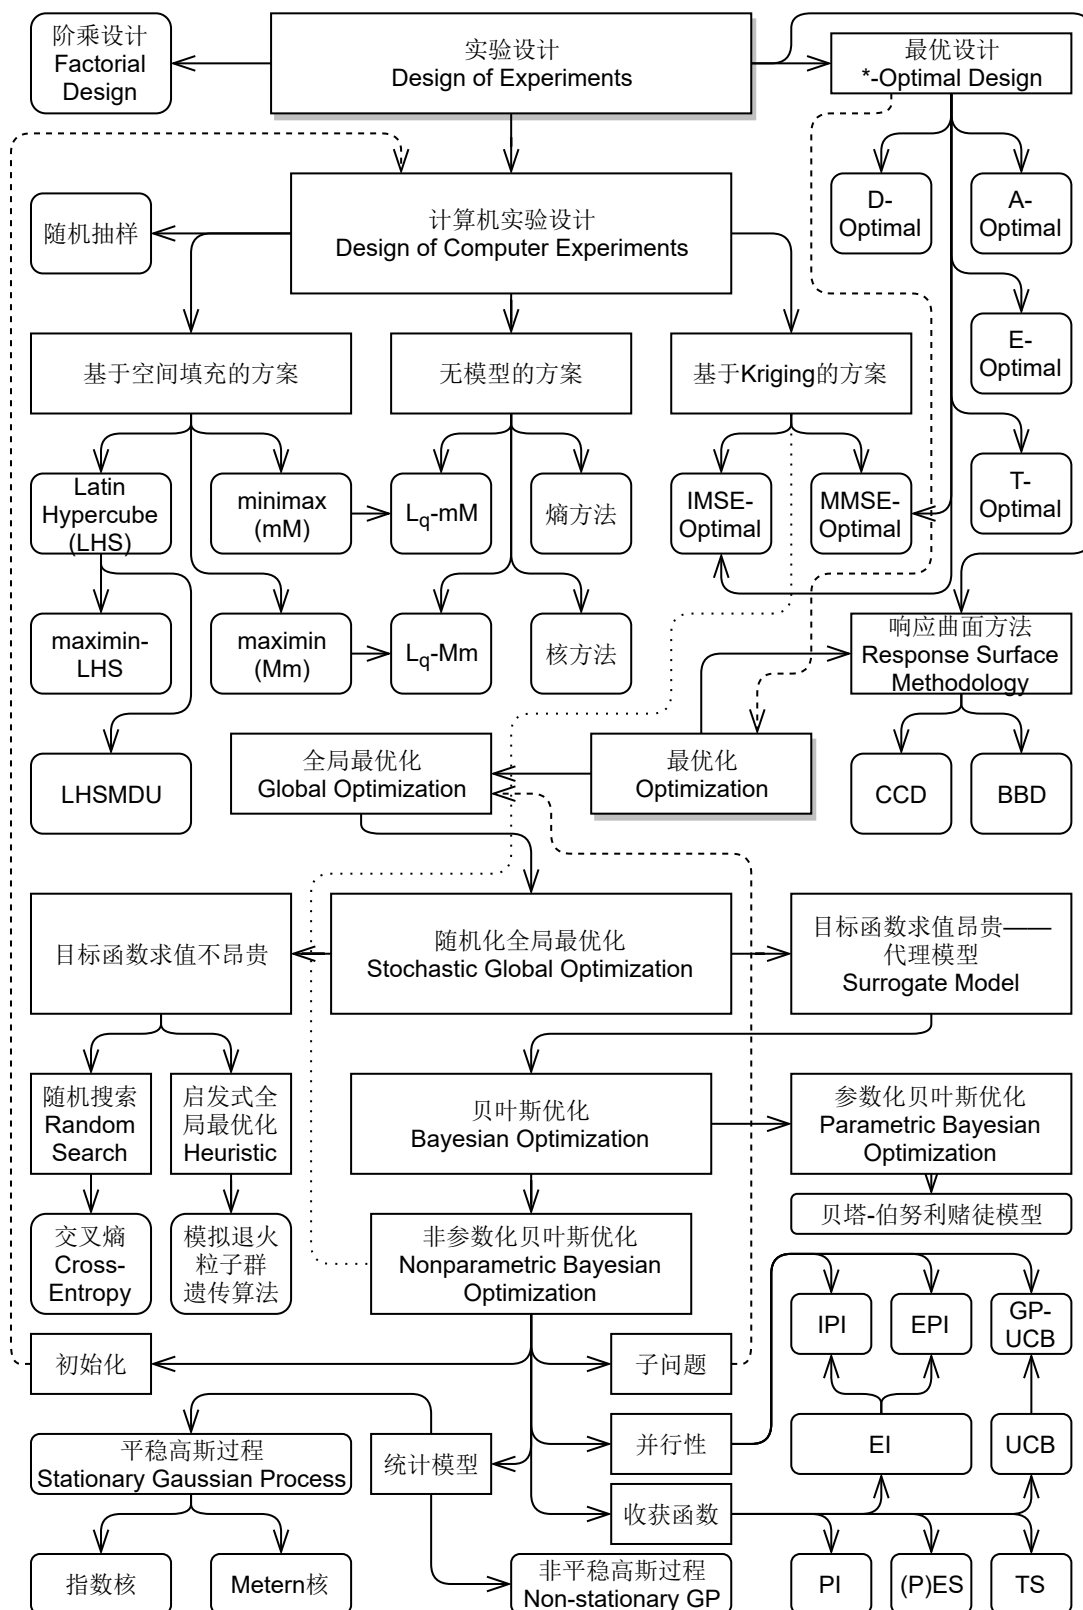 阶乘设计
Factorial
Design
实验设计
Design of Experiments
最优设计
*-Optimal Design
D-
Optimal
A-
Optimal
随机抽样
计算机实验设计
Design of Computer Experiments
E-
Optimal
基于空间填充的方案
无模型的方案
基于Kriging的方案
T-
Optimal
Latin
Hypercube
(LHS)
minimax
(mM)
Lq-mM
熵方法
IMSE-
Optimal
MMSE-
Optimal
maximin-
LHS
maximin
(Mm)
Lq-Mm
核方法
响应曲面方法
Response Surface
Methodology
LHSMDU
全局最优化
Global Optimization
最优化
Optimization
CCD
BBD
目标函数求值不昂贵
随机化全局最优化
Stochastic Global Optimization
目标函数求值昂贵——
代理模型
Surrogate Model
随机搜索
Random
Search
启发式全
局最优化
Heuristic
贝叶斯优化
Bayesian Optimization
参数化贝叶斯优化
Parametric Bayesian
Optimization
贝塔-伯努利赌徒模型
交叉熵
Cross-
Entropy
模拟退火
粒子群
遗传算法
非参数化贝叶斯优化
Nonparametric Bayesian
Optimization
IPI
EPI
GP-
UCB
初始化
子问题
平稳高斯过程
Stationary Gaussian Process
统计模型
并行性
EI
UCB
收获函数
指数核
Metern核
非平稳高斯过程
Non-stationary GP
PI
(P)ES
TS